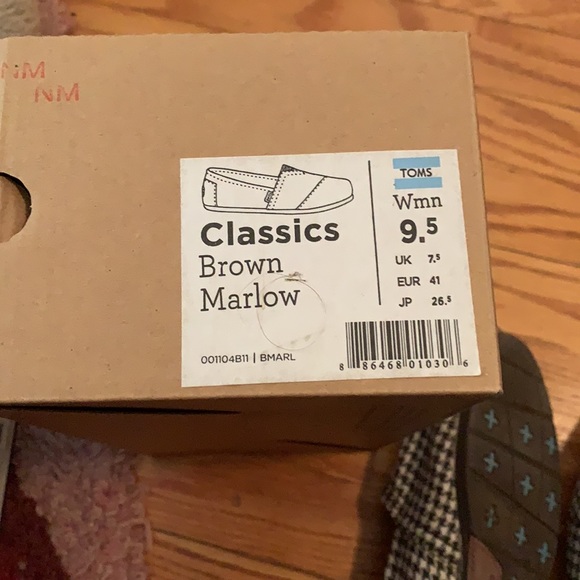 NM
NM
Classics
Brown
Marlow
001104B11 | BMARL
TOMS
Wmn
9.5
UK 7.5
EUR 41
JP 26.5
8 86468 01030 6